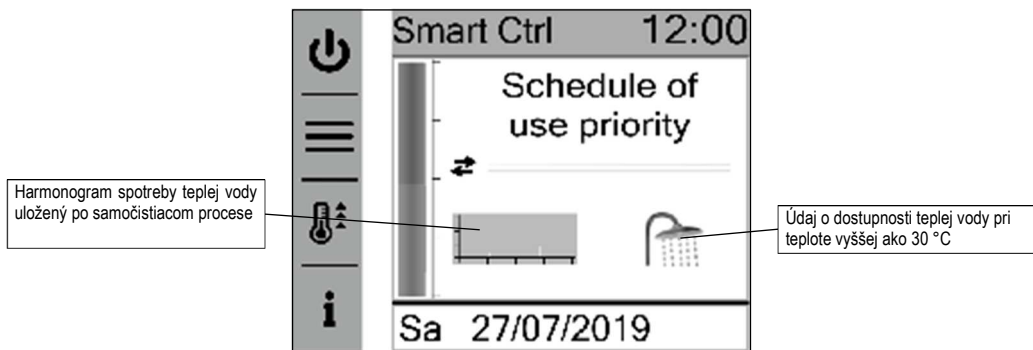 Smart Ctrl 12:00
Schedule of
use priority
Harmonogram spotreby teplej vody
uložený po samočistiacom procese
Údaj o dostupnosti teplej vody pri
teplote vyššej ako 30 °C
i
Sa 27/07/2019